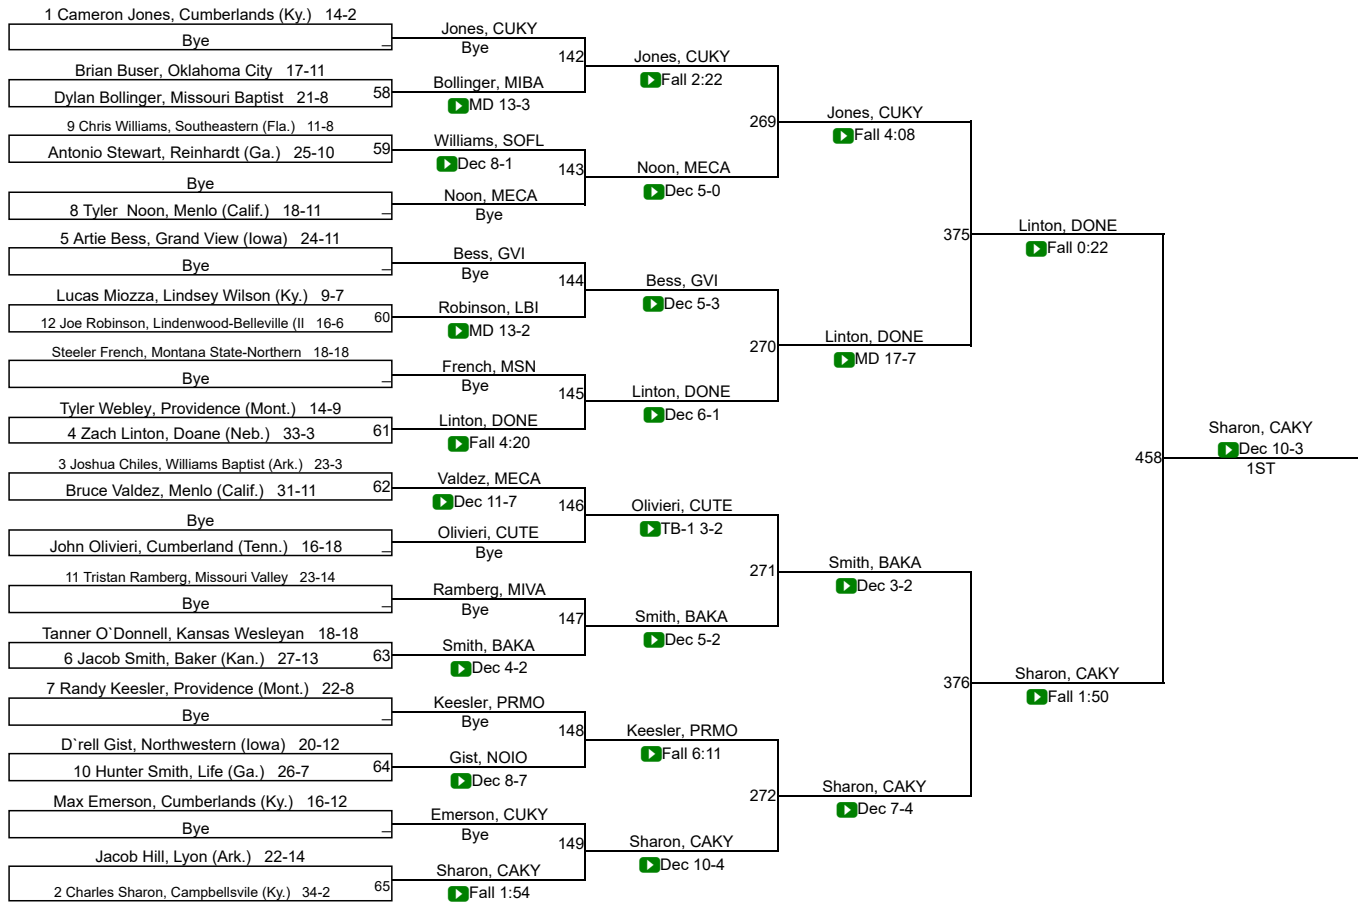 1 Cameron Jones, Cumberlands (Ky.) 14-2
Bye _
Brian Buser, Oklahoma City 17-11
Dylan Bollinger, Missouri Baptist 21-8
58
9 Chris Williams, Southeastern (Fla.) 11-8
Antonio Stewart, Reinhardt (Ga.) 25-10
59
Bye
8 Tyler Noon, Menlo (Calif.) 18-11 _
5 Artie Bess, Grand View (Iowa) 24-11
Bye _
Lucas Miozza, Lindsey Wilson (Ky.) 9-7
12 Joe Robinson, Lindenwood-Belleville (Il 16-6
60
Steeler French, Montana State-Northern 18-18
Bye _
Tyler Webley, Providence (Mont.) 14-9
4 Zach Linton, Doane (Neb.) 33-3
61
3 Joshua Chiles, Williams Baptist (Ark.) 23-3
Bruce Valdez, Menlo (Calif.) 31-11
62
Bye
John Olivieri, Cumberland (Tenn.) 16-18 _
11 Tristan Ramberg, Missouri Valley 23-14
Bye _
Tanner O`Donnell, Kansas Wesleyan 18-18
6 Jacob Smith, Baker (Kan.) 27-13
63
7 Randy Keesler, Providence (Mont.) 22-8
Bye _
D`rell Gist, Northwestern (Iowa) 20-12
10 Hunter Smith, Life (Ga.) 26-7
64
Max Emerson, Cumberlands (Ky.) 16-12
Bye _
Jacob Hill, Lyon (Ark.) 22-14
2 Charles Sharon, Campbellsvile (Ky.) 34-2
65
Jones, CUKY
Bye
142
Bollinger, MIBA
MD 13-3
Williams, SOFL
Dec 8-1
143
Noon, MECA
Bye
Bess, GVI
Bye
144
Robinson, LBI
MD 13-2
French, MSN
Bye
145
Linton, DONE
Fall 4:20
Valdez, MECA
Dec 11-7
146
Olivieri, CUTE
Bye
Ramberg, MIVA
Bye
147
Smith, BAKA
Dec 4-2
Keesler, PRMO
Bye
148
Gist, NOIO
Dec 8-7
Emerson, CUKY
Bye
149
Sharon, CAKY
Fall 1:54
Jones, CUKY
Fall 2:22
269
Noon, MECA
Dec 5-0
Bess, GVI
Dec 5-3
270
Linton, DONE
Dec 6-1
Olivieri, CUTE
TB-1 3-2
271
Smith, BAKA
Dec 5-2
Keesler, PRMO
Fall 6:11
272
Sharon, CAKY
Dec 10-4
Jones, CUKY
Fall 4:08
375
Linton, DONE
MD 17-7
Smith, BAKA
Dec 3-2
376
Sharon, CAKY
Dec 7-4
Linton, DONE
Fall 0:22
458
Sharon, CAKY
Fall 1:50
Sharon, CAKY
Dec 10-3
1ST